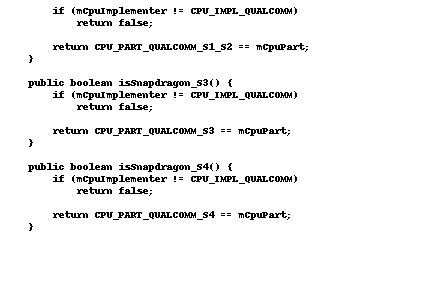 if (mCpuImplementer != CPU_IMPL_QUALCOMM)
return false;
return CPU_PART_QUALCOMM_S1_S2 == mCpuPart;
}
public boolean isSnapdragon_S3() {
if (mCpuImplementer != CPU_IMPL_QUALCOMM)
return false;
return CPU_PART_QUALCOMM_S3 == mCpuPart;
}
public boolean isSnapdragon_S4() {
if (mCpuImplementer != CPU_IMPL_QUALCOMM)
return false;
return CPU_PART_QUALCOMM_S4 == mCpuPart;
}